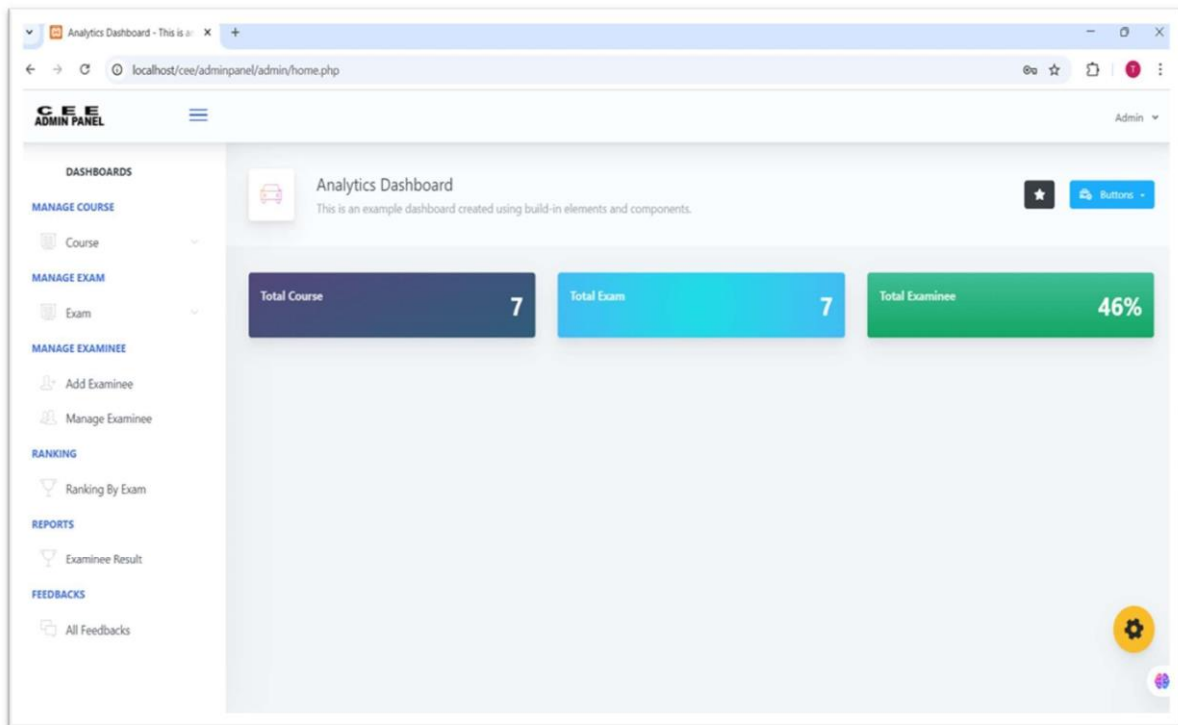 Analytics Dashboard - This is a
localhost/cee/adminpanel/admin/home.php
T
C E E
ADMIN PANEL
Admin
DASHBOARDS
MANAGE COURSE
Course
MANAGE EXAM
Exam
MANAGE EXAMINEE
Add Examinee
Manage Examinee
RANKING
Ranking By Exam
REPORTS
Examinee Result
FEEDBACKS
All Feedbacks
Analytics Dashboard
This is an example dashboard created using build-in elements and components.
Buttons
Total Course 7
Total Exam 7
Total Examinee 46%